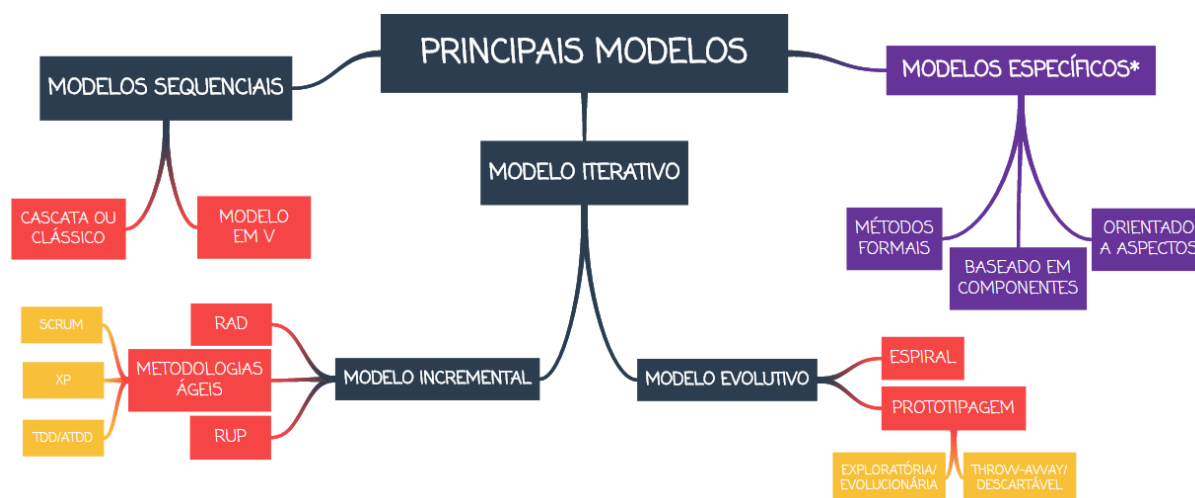 PRINCIPAIS MODELOS
MODELOS SEQUENCIAIS
CASCATA OU
CLÁSSICO
MODELO
EM V
MODELO ITERATIVO
MODELO INCREMENTAL
RAD
METODOLOGIAS
ÁGEIS
RUP
SCRUM
XP
TDD/ATDD
MODELO EVOLUTIVO
ESPIRAL
PROTOTIPAGEM
EXPLORATÓRIA/
EVOLUCIONÁRIA
THROW-AWAY/
DESCARTÁVEL
MODELOS ESPECÍFICOS*
MÉTODOS
FORMAIS
BASEADO EM
COMPONENTES
ORIENTADO
A ASPECTOS